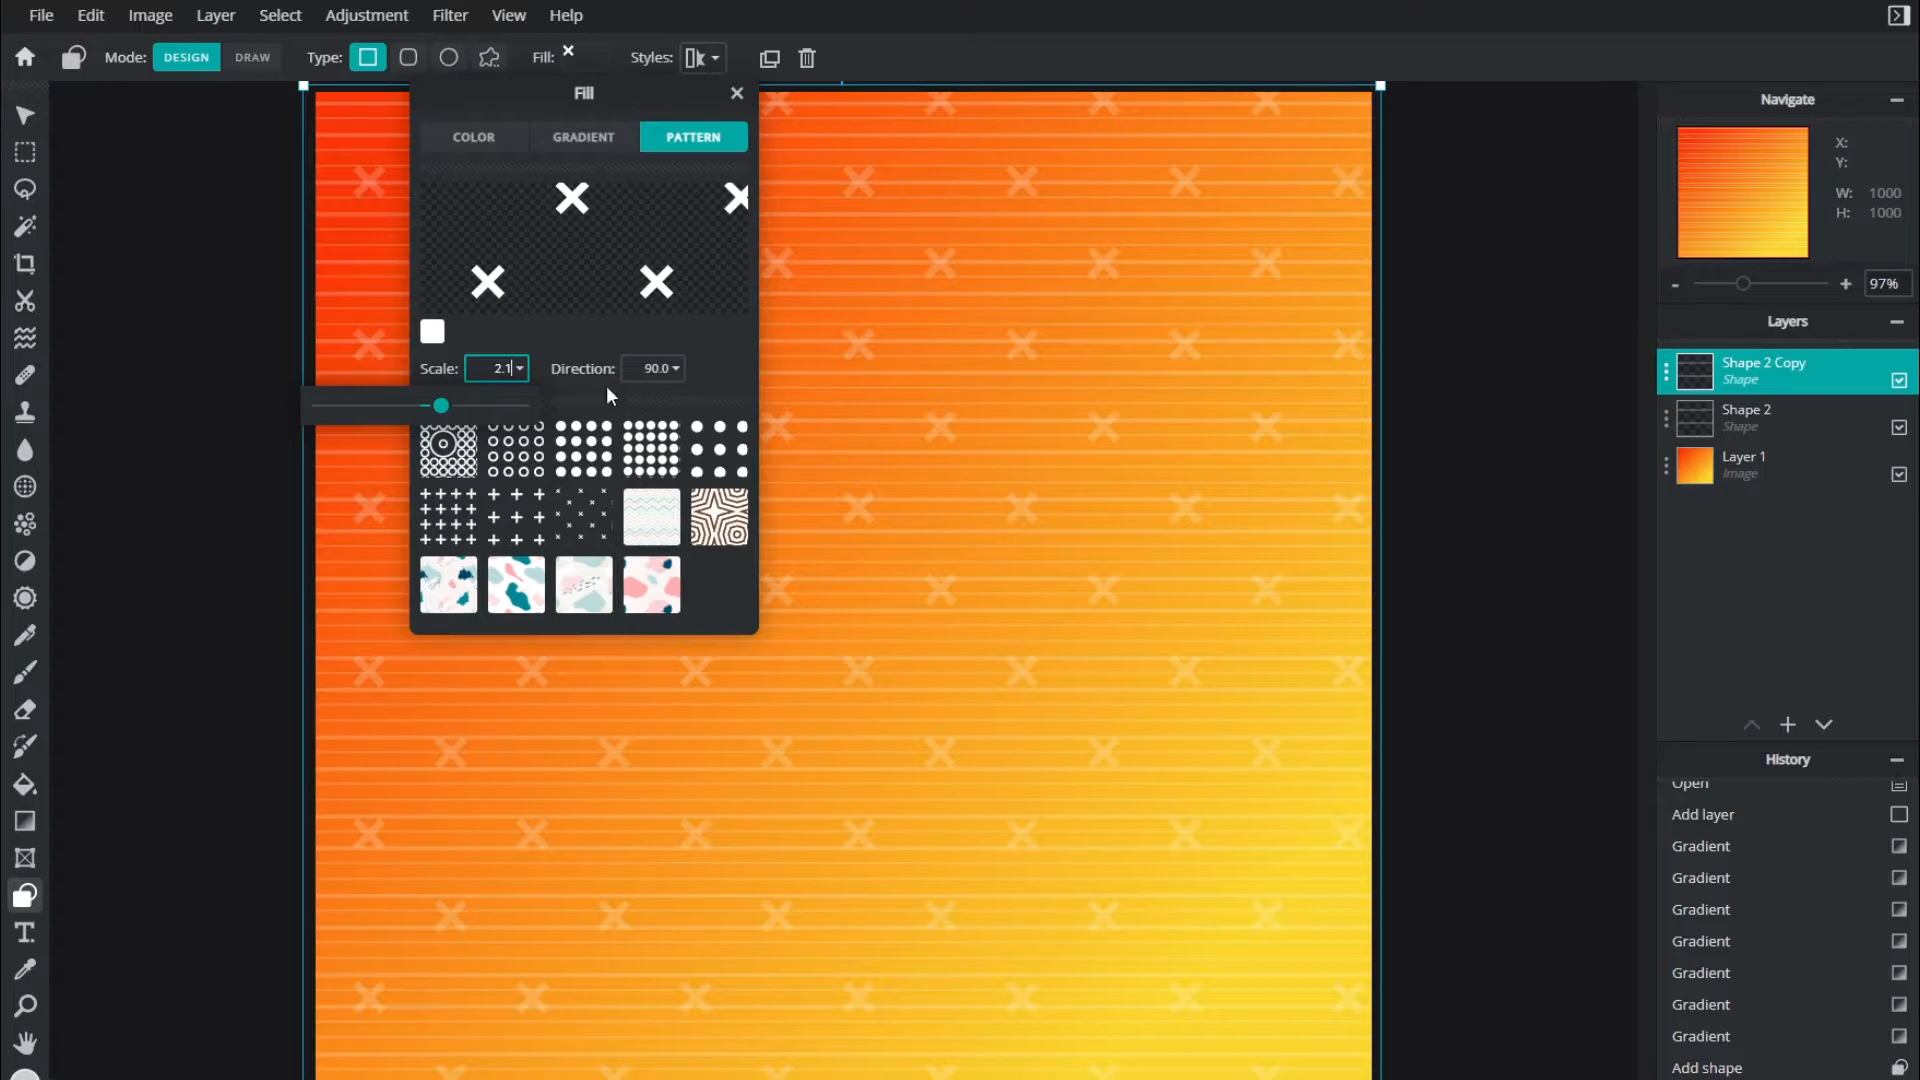 File Edit Image Layer Select Adjustment Filter View Help
Mode: DESIGN DRAW Type: Fill: Styles:
Fill
COLOR GRADIENT PATTERN
Scale: 2.1 Direction: 90.0
Navigate
X:
Y:
W: 1000
H: 1000
- + 97%
Layers
Shape 2 Copy
Shape
Shape 2
Shape
Layer 1
Image
History
Open
Add layer
Gradient
Gradient
Gradient
Gradient
Gradient
Gradient
Gradient
Add shape